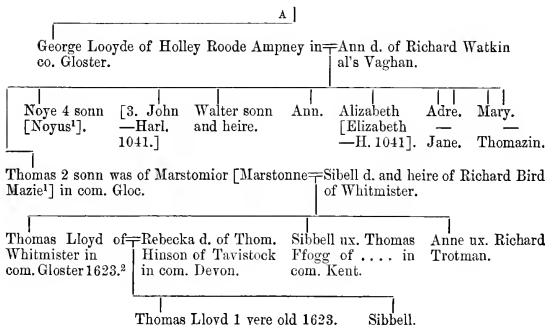 A
George Looyde of Holley Roode Ampney in Ann d. of Richard Watkin
co. Gloster. al's Vaghan.
Noye 4 sonn [3. John Walter sonn Ann. Alizabeth Adre. Mary.
[Noyus¹]. —Harl. and heire. [Elizabeth — —
1041.] —H. 1041]. Jane. Thomazin.
Thomas 2 sonn was of Marstomior [Marstonne Sibell d. and heire of Richard Bird
Mazie¹] in com. Gloc. of Whitmister.
Thomas Lloyd of Rebecka d. of Thom. Sibbell ux. Thomas Anne ux. Richard
Whitmister in Hinson of Tavistock Ffogg of .... in Trotman.
com. Gloster 1623.² in com. Devon. com. Kent.
Thomas Lloyd 1 yere old 1623. Sibbell.